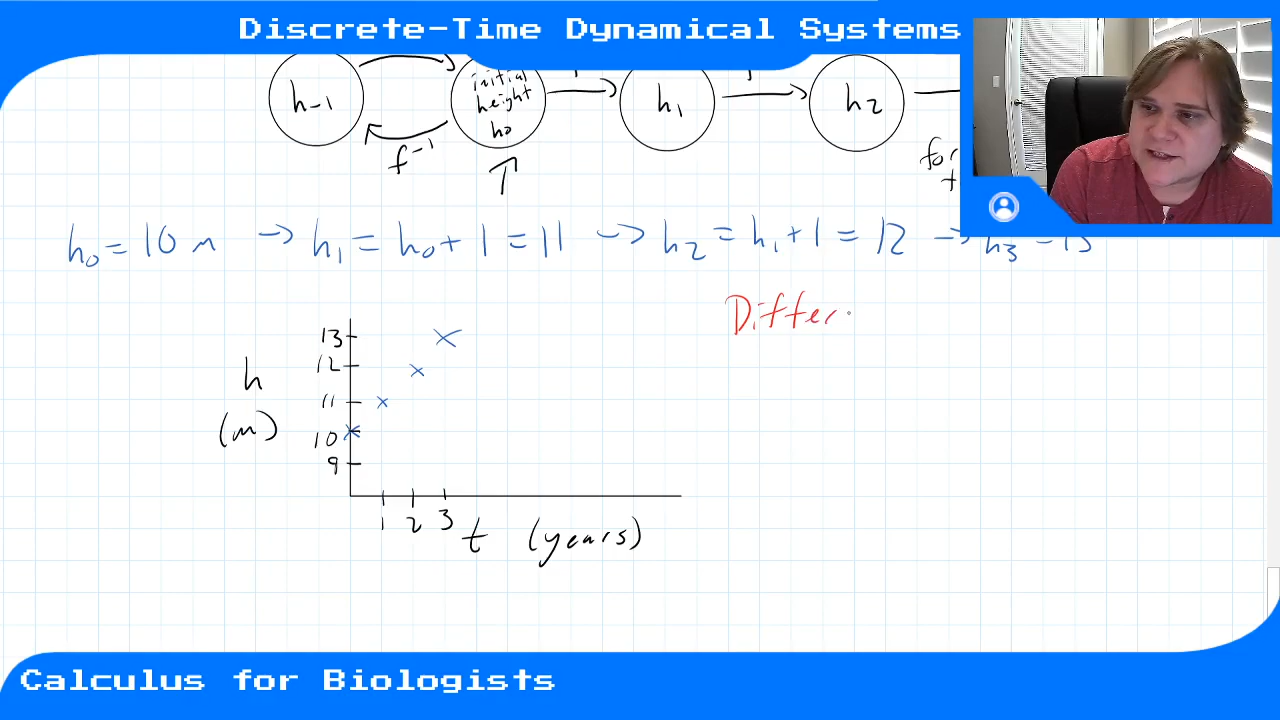 Discrete-Time Dynamical Systems
h-1
initial
height
h0
h1
h2
f-1
for
h0 = 10 m → h1 = h0 + 1 = 11 → h2 = h1 + 1 = 12 → h3 = 13
Differ
13
12
h
11
(m)
10
9
1 2 3
t (years)
Calculus for Biologists